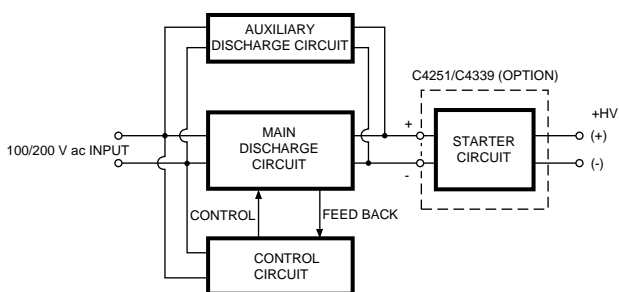 AUXILIARY
DISCHARGE CIRCUIT
C4251/C4339 (OPTION)
+HV
+
(+)
100/200 V ac INPUT
MAIN
DISCHARGE
CIRCUIT
STARTER
CIRCUIT
-
(-)
CONTROL
FEED BACK
CONTROL
CIRCUIT